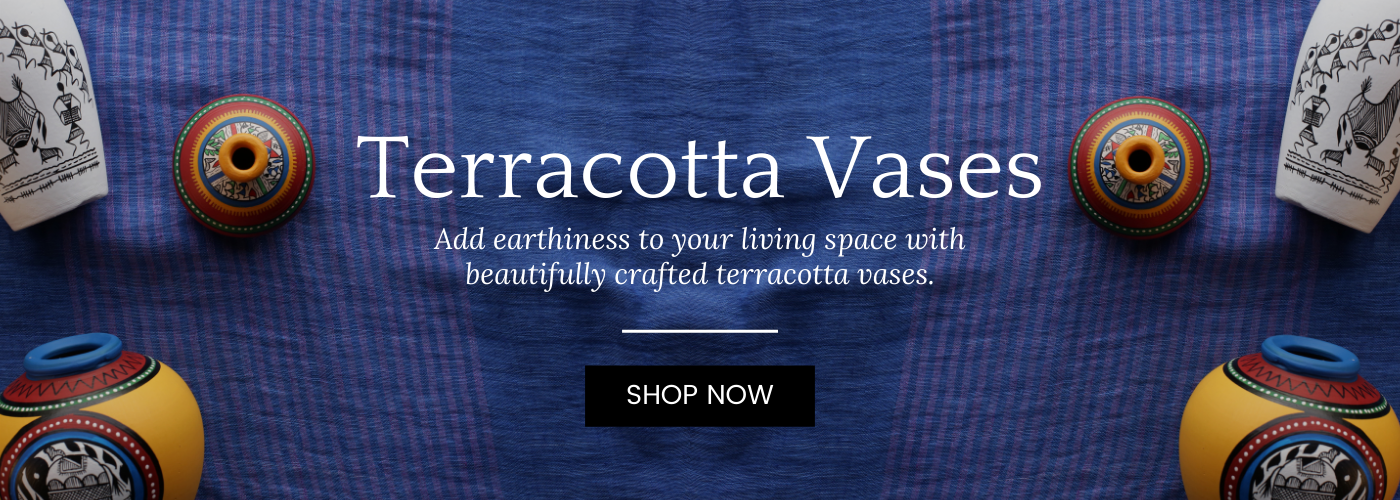 Terracotta Vases
Add earthiness to your living space with
beautifully crafted terracotta vases.
SHOP NOW